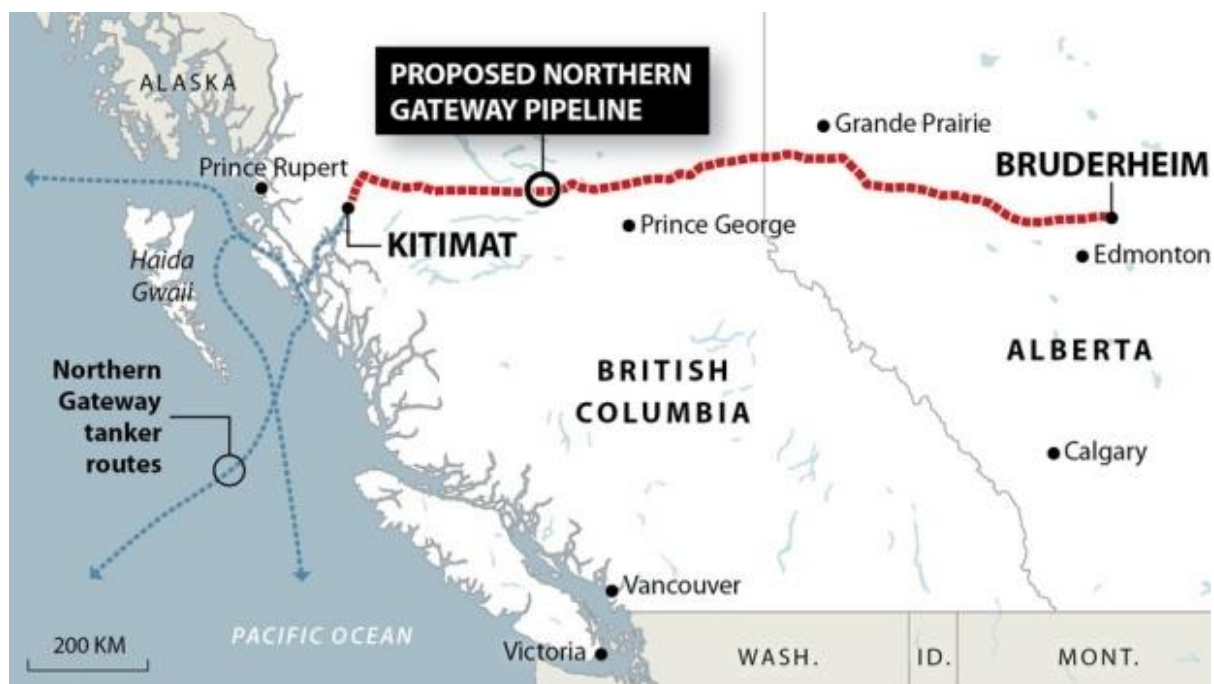 PROPOSED NORTHERN
GATEWAY PIPELINE
ALASKA
Grande Prairie
Prince Rupert
BRUDERHEIM
Prince George
KITIMAT
Edmonton
Haida
Gwaii
ALBERTA
Northern
Gateway
tanker
routes
BRITISH
COLUMBIA
Calgary
Vancouver
PACIFIC OCEAN
200 KM
Victoria
WASH.
ID.
MONT.